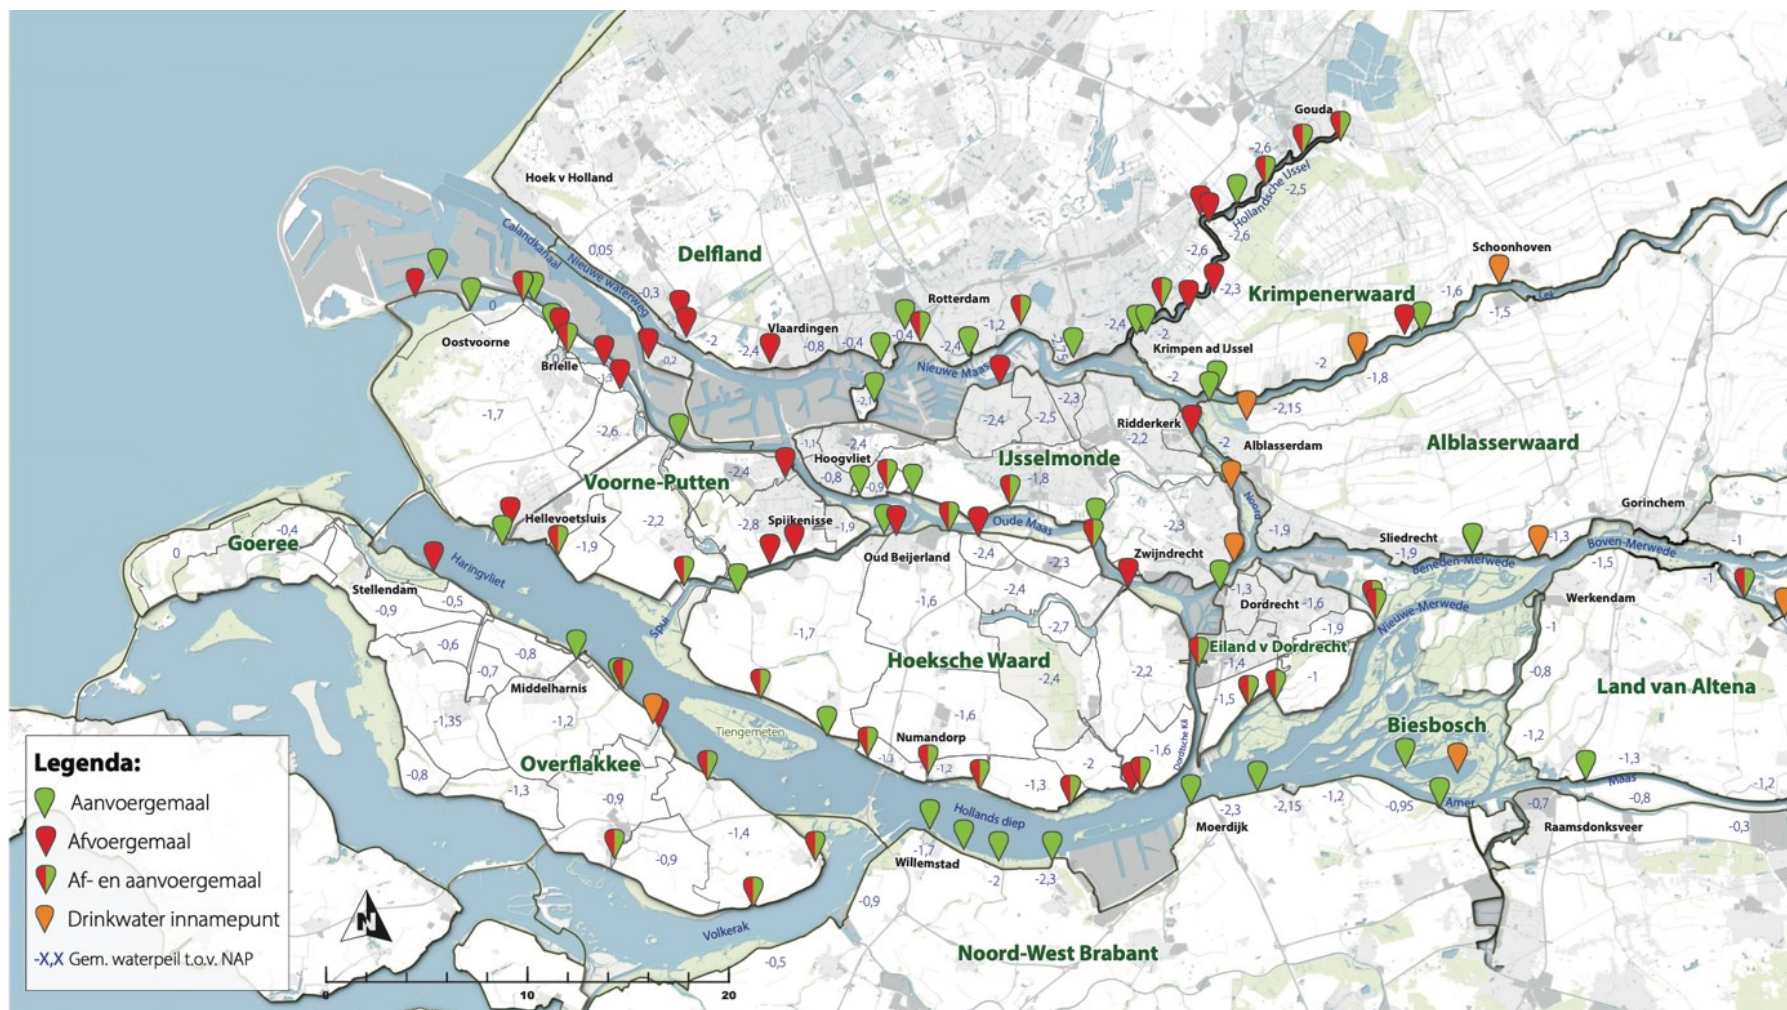 Gouda
-2,6
Hollandsche IJssel
-2,5
Hoek v Holland
Calandkanaal
Nieuwe waterweg
0,05
Delfland
-2,6
-2,6
Schoonhoven
Lek
-0,3
Rotterdam
-2,3
Krimpenerwaard
-1,6
-1,5
0
Oostvoorne
Brielle
-1,3
-0,2
-2
-2,4
Vlaardingen
-0,8
-0,4
-0,4
-2,4
-1,2
-2,75
-2,4
-2
Krimpen ad IJssel
-2
-1,8
Nieuwe Maas
-2
-2,15
-1,7
-2,6
-2,1
-2,4
-2,5
-2,3
Ridderkerk
-2,2
-2
Alblasserdam
Alblasserwaard
-1,1
-2,4
Hoogvliet
-0,8
-0,9
IJsselmonde
-1,8
Voorne-Putten
-2,4
Noord
Gorinchem
Hellevoetsluis
-2,2
-1,9
-2,8
Spijkenisse
-1,9
Oude Maas
-2,3
-1,9
Sliedrecht
-1,9
-1,3
Boven-Merwede
-1
-0,4
0
Goeree
Haringvliet
Oud Beijerland
-2,4
-2,3
Zwijndrecht
Beneden-Merwede
-1,5
-1
Stellendam
-0,9
-0,5
Spui
-1,6
-2,4
-1,3
Dordrecht
-1,6
-1,9
Nieuwe-Merwede
Werkendam
-1
-0,6
-0,8
-0,7
-1,7
-2,7
Hoeksche Waard
-2,2
Eiland v Dordrecht
-1,4
-0,8
Middelharnis
-2,4
-1
-1,5
Land van Altena
-1,35
-1,2
Tiengemeten
-1,6
Numandorp
Dordtsche Kil
Biesbosch
-1,2
Overflakkee
-1,3
-1,2
-1,6
-2
-1,3
-0,8
-1,3
-0,9
-1,3
-2,3
-2,15
-1,2
-0,95
Amer
Maas
-0,8
-1,2
-0,7
-0,3
Hollands diep
Moerdijk
Raamsdonksveer
-1,4
-0,9
-1,7
Willemstad
-2
-2,3
-0,9
Volkerak
-0,5
Noord-West Brabant
Legenda:
Aanvoergemaal
Afvoergemaal
Af- en aanvoergemaal
Drinkwater innamepunt
-X,X Gem. waterpeil t.o.v. NAP
N
0 10 20